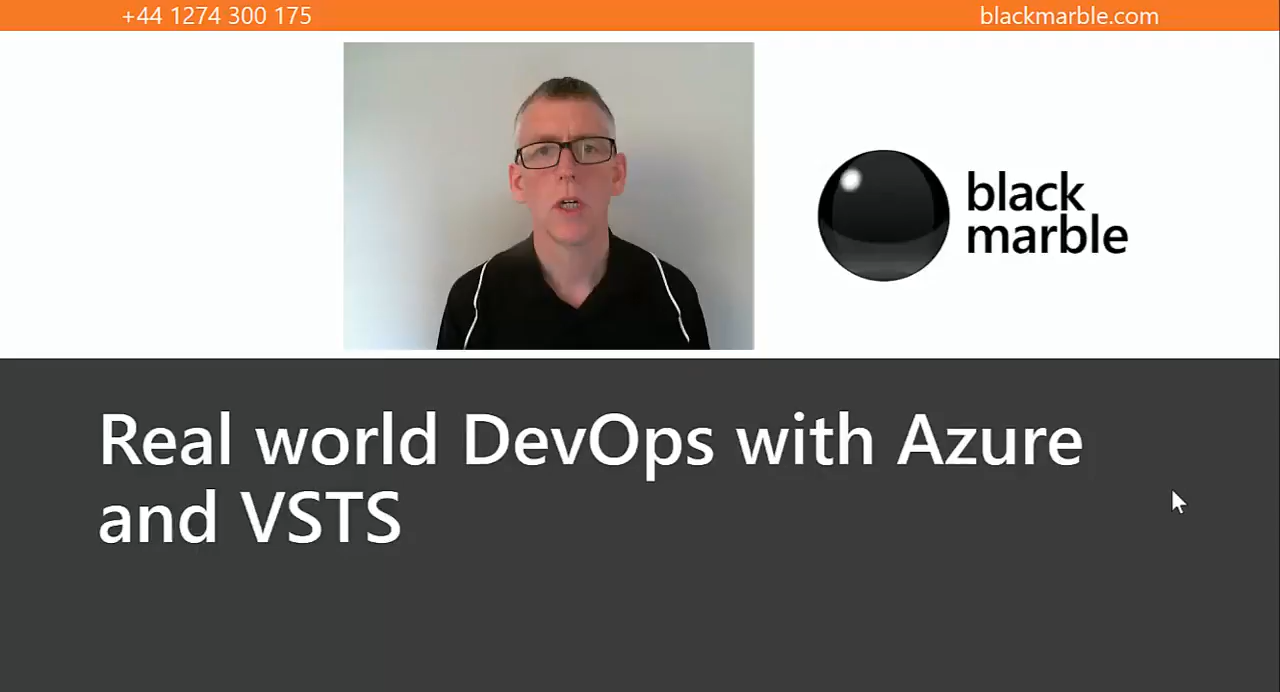 +44 1274 300 175
blackmarble.com
black
marble
Real world DevOps with Azure
and VSTS